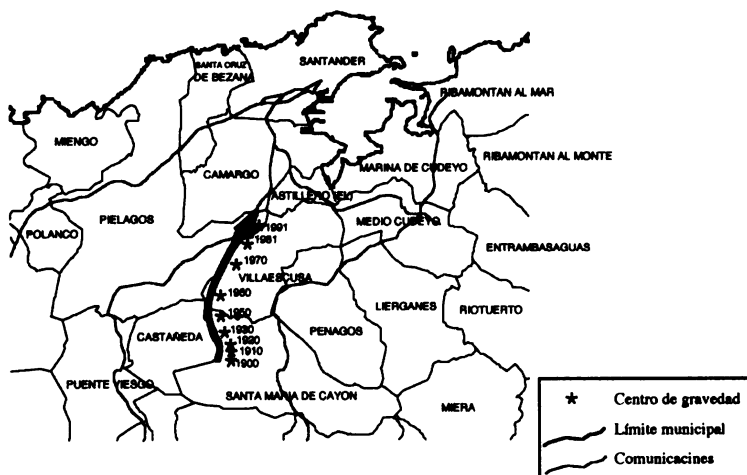 SANTA CRUZ
DE BEZANA
SANTANDER
RIBAMONTAN AL MAR
MIENGO
CAMARGO
MARINA DE CUDEYO
RIBAMONTAN AL MONTE
ASTILLERO (EL)
PIELAGOS
POLANCO
MEDIO CUDEYO
1991
1981
ENTRAMBASAGUAS
1970
VILLAESCUSA
1960
LIERGANES
RIOTUERTO
1950
CASTAÑEDA
1930
PENAGOS
1920
1910
1900
PUENTE VIESGO
SANTA MARIA DE CAYON
MIERA
Centro de gravedad
Límite municipal
Comunicacines